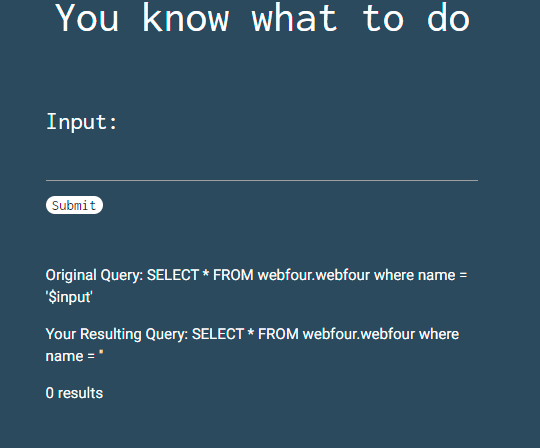 You know what to do
Input:
Submit
Original Query: SELECT * FROM webfour.webfour where name =
'$input'
Your Resulting Query: SELECT * FROM webfour.webfour where
name = ''
0 results